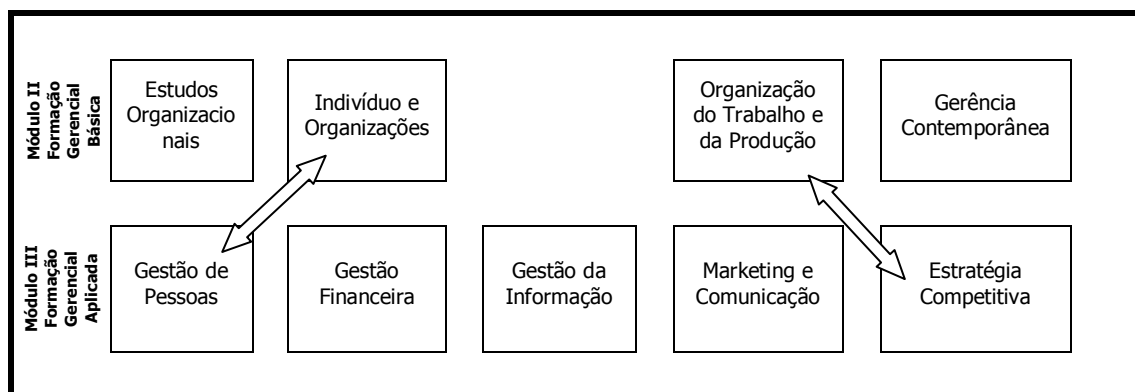 Módulo II
Formação
Gerencial
Básica
Estudos
Organizacio
nais
Indivíduo e
Organizações
Organização
do Trabalho e
da Produção
Gerência
Contemporânea
Módulo III
Formação
Gerencial
Aplicada
Gestão de
Pessoas
Gestão
Financeira
Gestão da
Informação
Marketing e
Comunicação
Estratégia
Competitiva